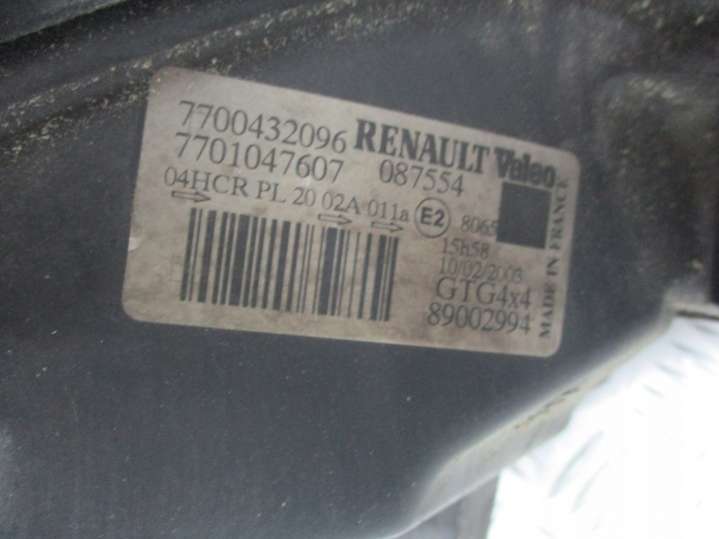 7700432096 RENAULT Valeo
7701047607 087554
04HCR PL 20 02A 011a E2 8065
15h58
10/02/2003
GTG4x4
89002994
MADE IN FRANCE